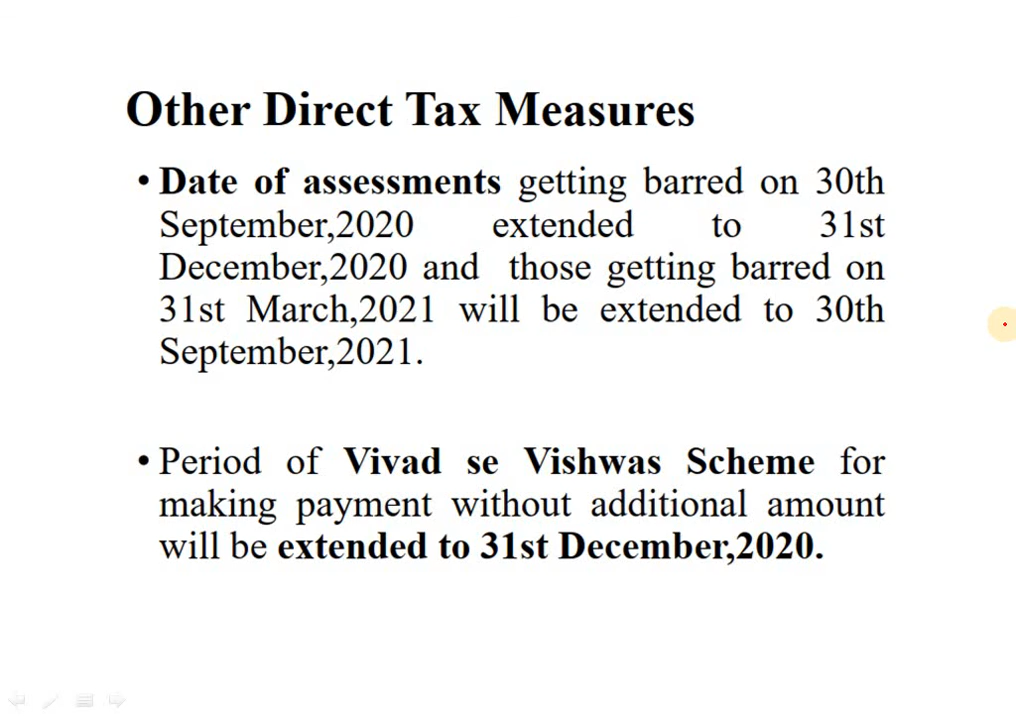 Other Direct Tax Measures
• Date of assessments getting barred on 30th
September,2020 extended to 31st
December,2020 and those getting barred on
31st March,2021 will be extended to 30th
September,2021.
• Period of Vivad se Vishwas Scheme for
making payment without additional amount
will be extended to 31st December,2020.